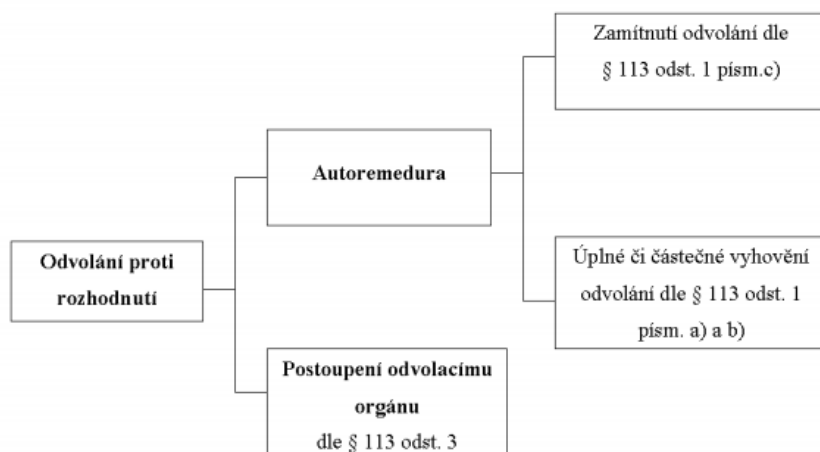 Zamítnutí odvolání dle
§ 113 odst. 1 písm.c)
Autoremedura
Odvolání proti
rozhodnutí
Úplné či částečné vyhovění
odvolání dle § 113 odst. 1
písm. a) a b)
Postoupení odvolacímu
orgánu
dle § 113 odst. 3